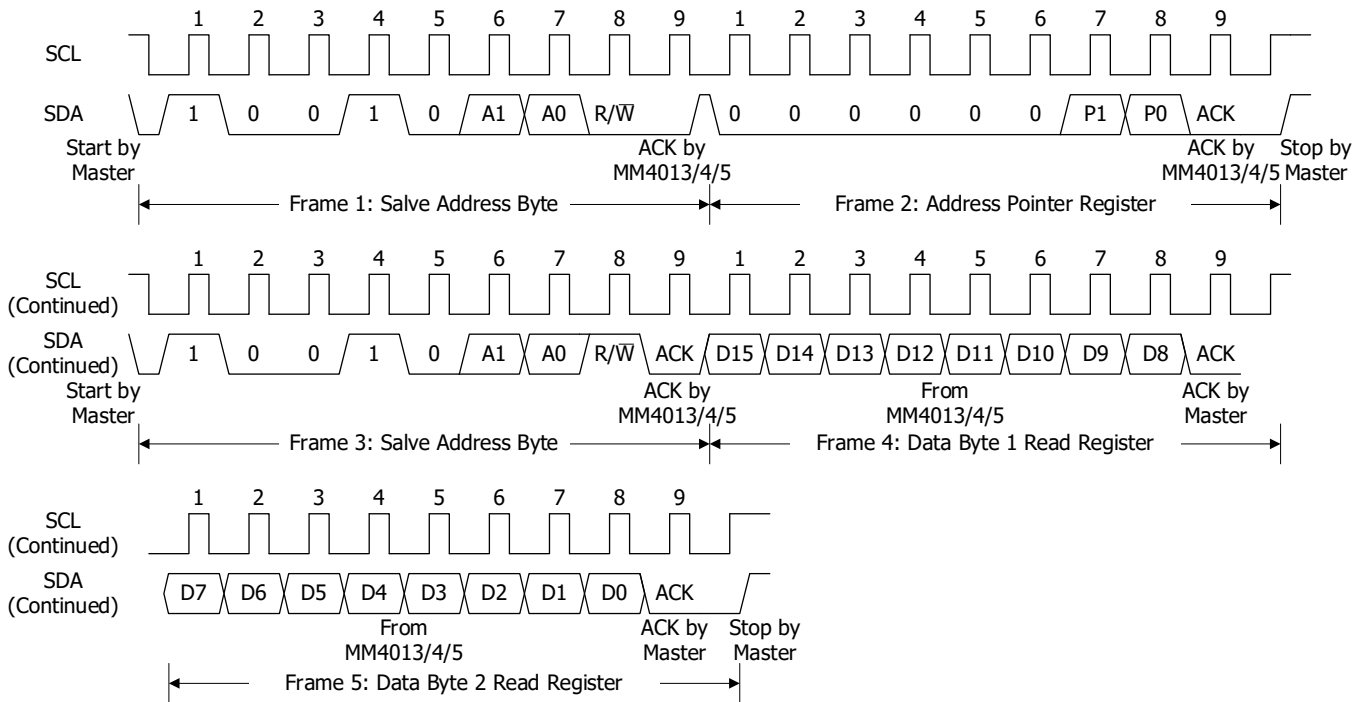 1 2 3 4 5 6 7 8 9 1 2 3 4 5 6 7 8 9
SCL
SDA 1 0 0 1 0 A1 A0 R/W̅ 0 0 0 0 0 0 P1 P0 ACK
Start by Master
ACK by MM4013/4/5
ACK by MM4013/4/5
Stop by Master
Frame 1: Salve Address Byte
Frame 2: Address Pointer Register
1 2 3 4 5 6 7 8 9 1 2 3 4 5 6 7 8 9
SCL (Continued)
SDA (Continued) 1 0 0 1 0 A1 A0 R/W̅ ACK D15 D14 D13 D12 D11 D10 D9 D8 ACK
Start by Master
ACK by MM4013/4/5
From MM4013/4/5
ACK by Master
Frame 3: Salve Address Byte
Frame 4: Data Byte 1 Read Register
1 2 3 4 5 6 7 8 9
SCL (Continued)
SDA (Continued) D7 D6 D5 D4 D3 D2 D1 D0 ACK
From MM4013/4/5
ACK by Master
Stop by Master
Frame 5: Data Byte 2 Read Register